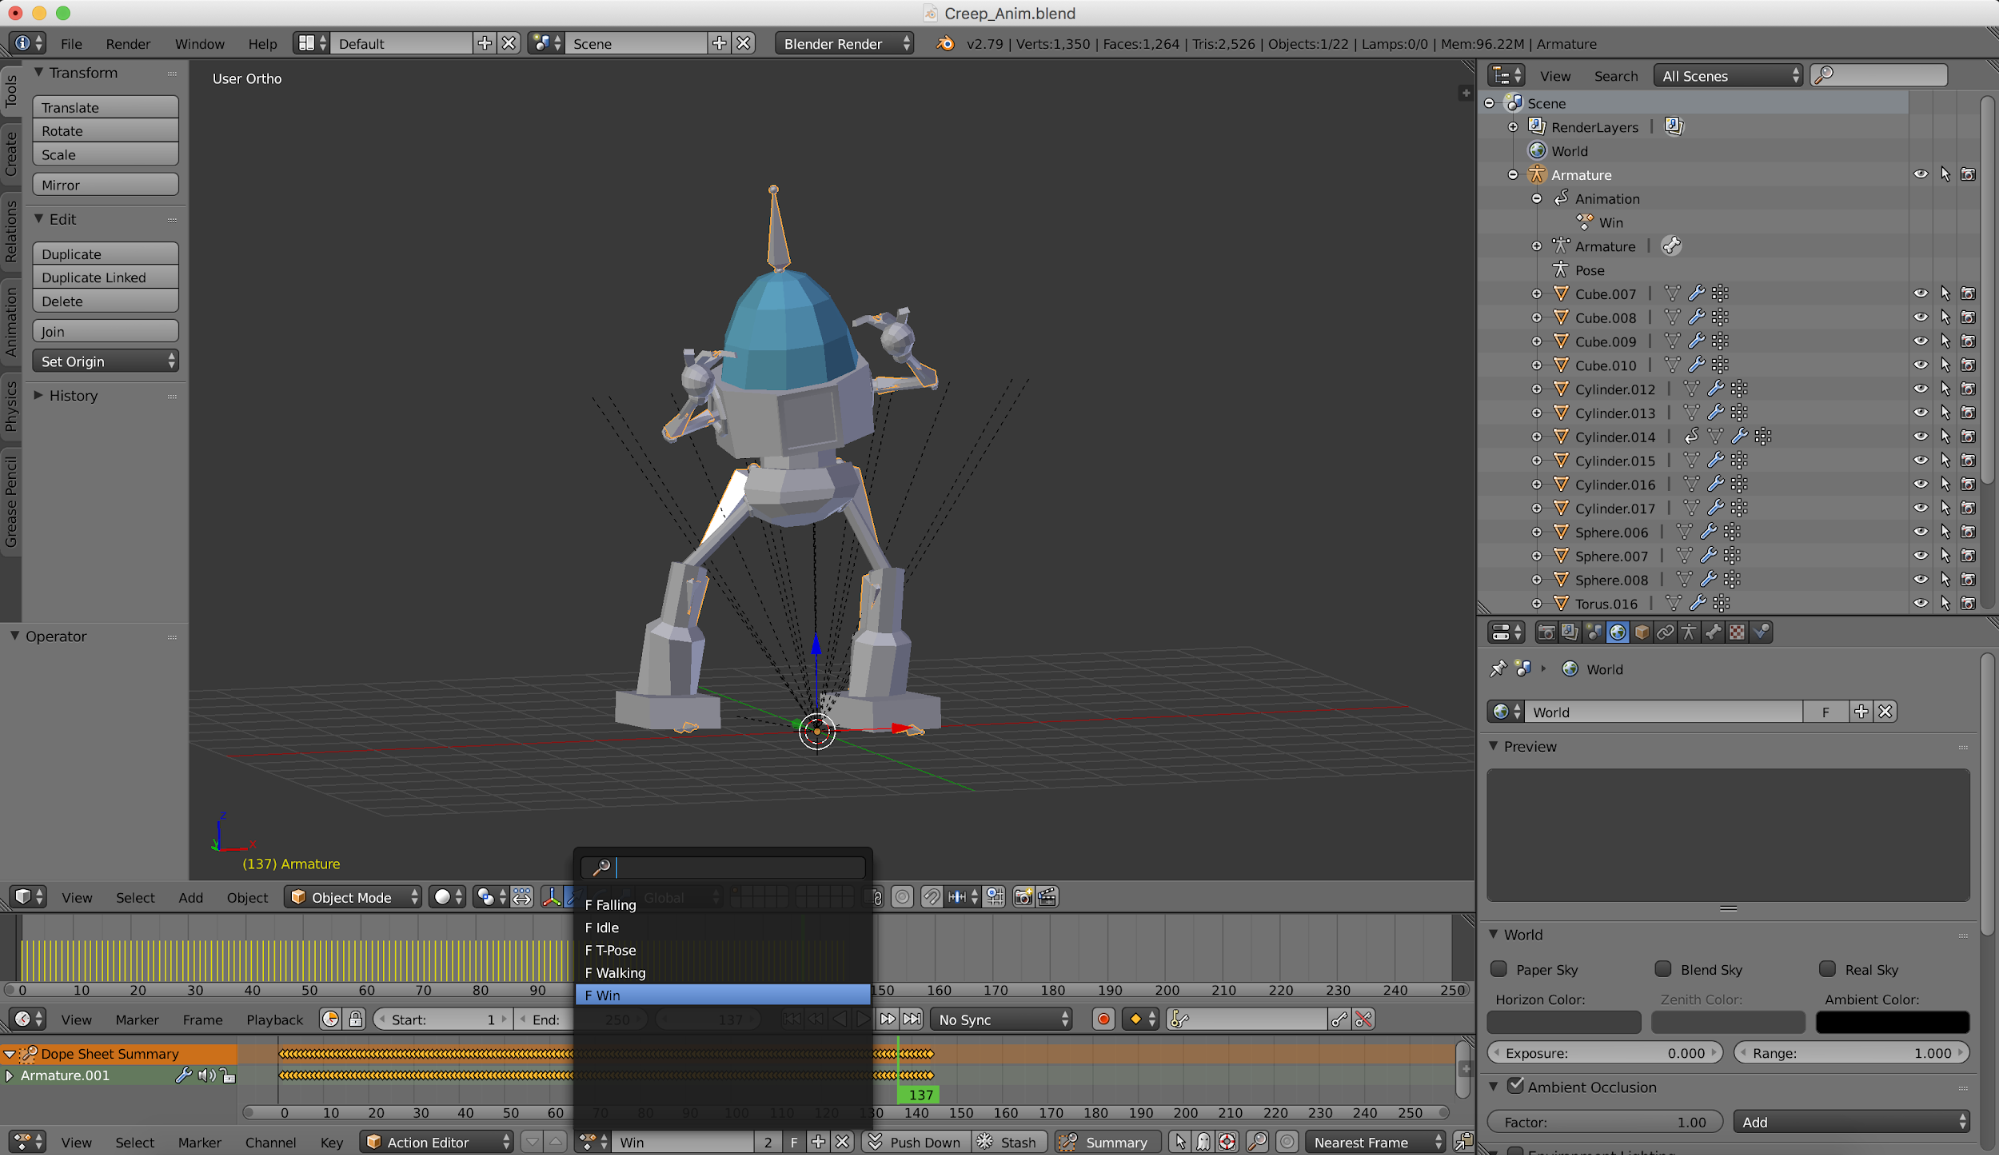 Creep_Anim.blend
File Render Window Help Default Scene Blender Render v2.79 | Verts:1,350 | Faces:1,264 | Tris:2,526 | Objects:1/22 | Lamps:0/0 | Mem:96.22M | Armature
Tools
Create
Relations
Animation
Physics
Grease Pencil
Transform
Translate
Rotate
Scale
Mirror
Edit
Duplicate
Duplicate Linked
Delete
Join
Set Origin
History
Operator
User Ortho
Z
X
(137) Armature
View Search All Scenes
Scene
RenderLayers
World
Armature
Animation
Win
Armature
Pose
Cube.007
Cube.008
Cube.009
Cube.010
Cylinder.012
Cylinder.013
Cylinder.014
Cylinder.015
Cylinder.016
Cylinder.017
Sphere.006
Sphere.007
Sphere.008
Torus.016
World
World F
Preview
World
Paper Sky Blend Sky Real Sky
Horizon Color: Zenith Color: Ambient Color:
Exposure: 0.000 Range: 1.000
Ambient Occlusion
Factor: 1.00 Add
Environment Lighting
View Select Add Object Object Mode Global
F Falling
F Idle
F T-Pose
F Walking
F Win
0 10 20 30 40 50 60 70 80 90 150 160 170 180 190 200 210 220 230 240 250
View Marker Frame Playback Start: 1 End: 250 137 No Sync
Dope Sheet Summary
Armature.001
137
0 10 20 30 40 50 60 70 80 90 100 110 120 130 140 150 160 170 180 190 200 210 220 230 240 250
View Select Marker Channel Key Action Editor Win 2 F Push Down Stash Summary Nearest Frame